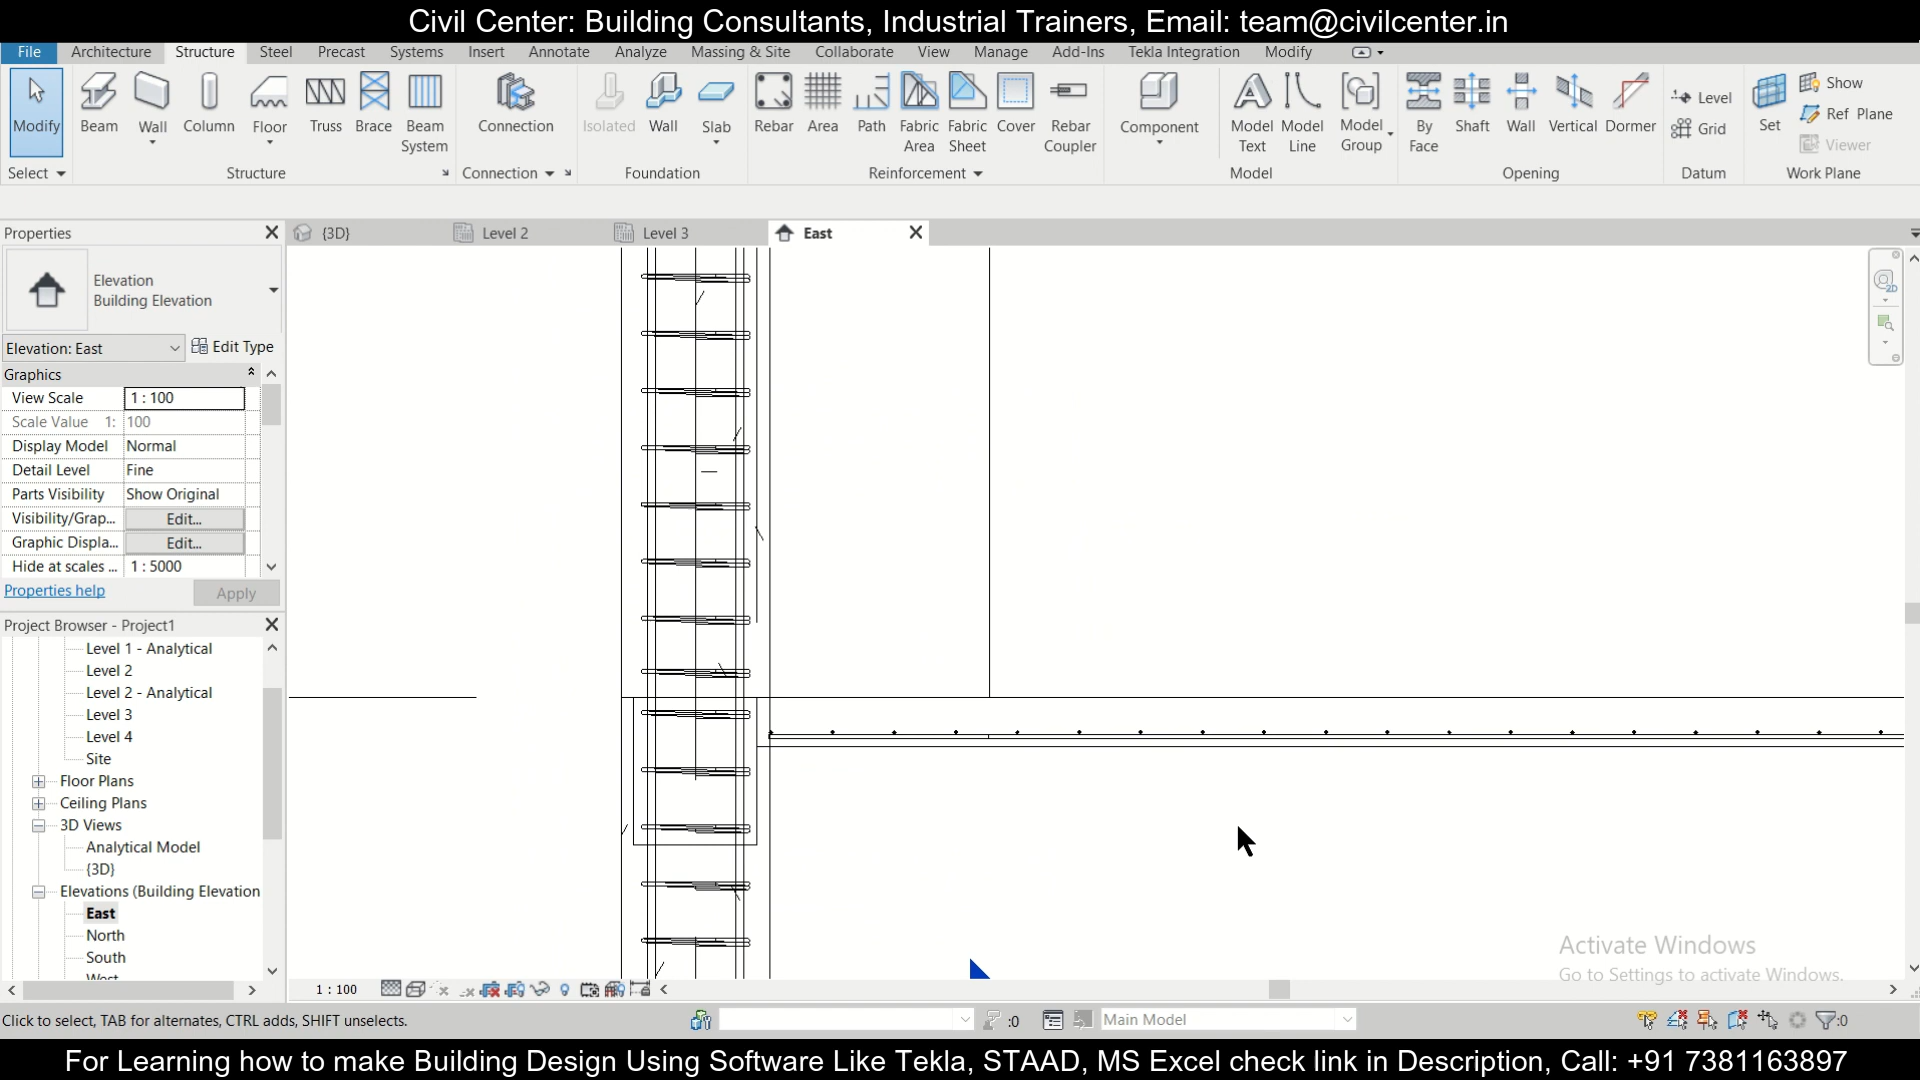 Civil Center: Building Consultants, Industrial Trainers, Email: team@civilcenter.in
File Architecture Structure Steel Precast Systems Insert Annotate Analyze Massing & Site Collaborate View Manage Add-Ins Tekla Integration Modify
Modify Beam Wall Column Floor Truss Brace Beam System Connection Isolated Wall Slab Rebar Area Path Fabric Area Fabric Sheet Cover Rebar Coupler Component Model Text Model Line Model Group By Face Shaft Wall Vertical Dormer Level Grid Set Show Ref Plane Viewer
Select Structure Connection Foundation Reinforcement Model Opening Datum Work Plane
Properties
{3D} Level 2 Level 3 East
Elevation
Building Elevation
Elevation: East Edit Type
Graphics
View Scale 1 : 100
Scale Value 1: 100
Display Model Normal
Detail Level Fine
Parts Visibility Show Original
Visibility/Grap... Edit...
Graphic Displa... Edit...
Hide at scales ... 1 : 5000
Properties help Apply
Project Browser - Project1
Level 1 - Analytical
Level 2
Level 2 - Analytical
Level 3
Level 4
Site
Floor Plans
Ceiling Plans
3D Views
Analytical Model
{3D}
Elevations (Building Elevation
East
North
South
West
2D
Activate Windows
Go to Settings to activate Windows.
1 : 100
Click to select, TAB for alternates, CTRL adds, SHIFT unselects. :0 Main Model :0
For Learning how to make Building Design Using Software Like Tekla, STAAD, MS Excel check link in Description, Call: +91 7381163897